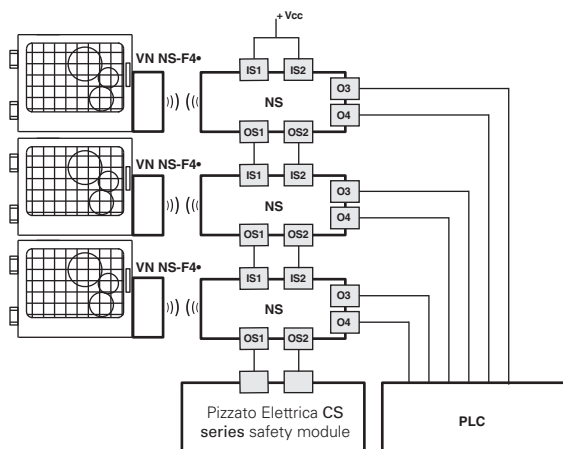 + Vcc
VN NS-F4•
IS1 IS2
O3
NS
O4
OS1 OS2
VN NS-F4•
IS1 IS2
O3
NS
O4
OS1 OS2
VN NS-F4•
IS1 IS2
O3
NS
O4
OS1 OS2
Pizzato Elettrica CS
series safety module
PLC